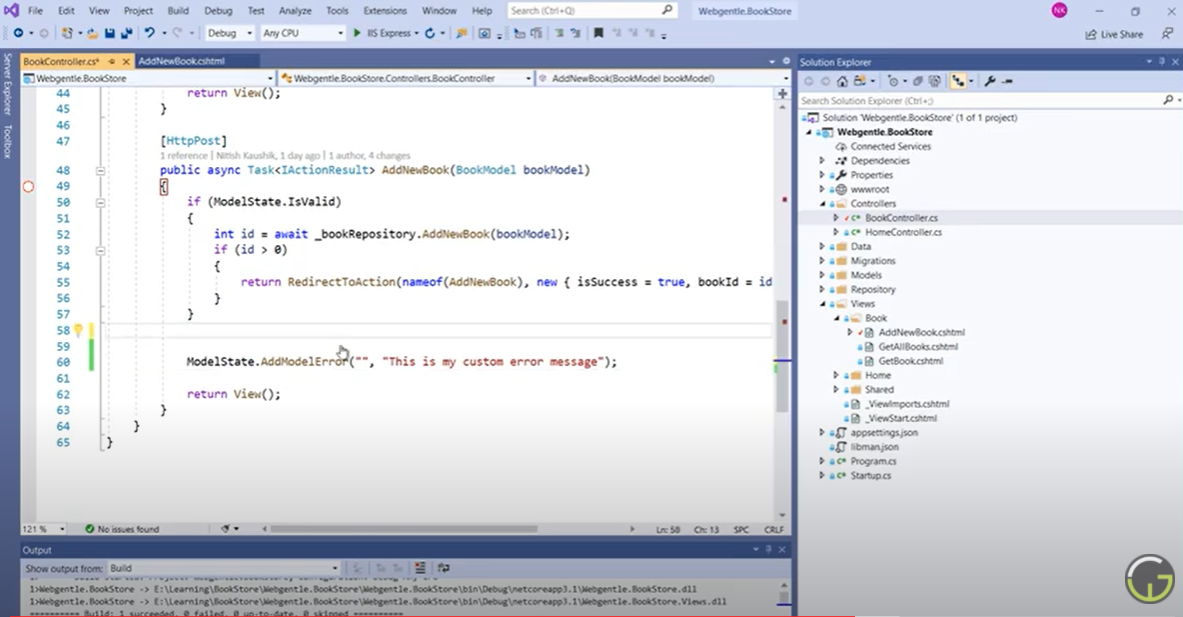 File Edit View Project Build Debug Test Analyze Tools Extensions Window Help Search (Ctrl+Q) Webgentle.BookStore NK
Debug Any CPU IIS Express Live Share
Server Explorer
Toolbox
BookController.cs* AddNewBook.cshtml
Webgentle.BookStore Webgentle.BookStore.Controllers.BookController AddNewBook(BookModel bookModel)
44 return View();
45 }
46
47 [HttpPost]
1 reference | Nitish Kaushik, 1 day ago | 1 author, 4 changes
48 public async Task<IActionResult> AddNewBook(BookModel bookModel)
49 {
50 if (ModelState.IsValid)
51 {
52 int id = await _bookRepository.AddNewBook(bookModel);
53 if (id > 0)
54 {
55 return RedirectToAction(nameof(AddNewBook), new { isSuccess = true, bookId = id
56 }
57 }
58
59
60 ModelState.AddModelError("", "This is my custom error message");
61
62 return View();
63 }
64 }
65 }
121 % No issues found Ln: 58 Ch: 13 SPC CRLF
Output
Show output from: Build
1>Webgentle.BookStore -> E:\Learning\BookStore\Webgentle.BookStore\Webgentle.BookStore\bin\Debug\netcoreapp3.1\Webgentle.BookStore.dll
1>Webgentle.BookStore -> E:\Learning\BookStore\Webgentle.BookStore\Webgentle.BookStore\bin\Debug\netcoreapp3.1\Webgentle.BookStore.Views.dll
========== Build: 1 succeeded, 0 failed, 0 up-to-date, 0 skipped ==========
Solution Explorer
Search Solution Explorer (Ctrl+;)
Solution 'Webgentle.BookStore' (1 of 1 project)
Webgentle.BookStore
Connected Services
Dependencies
Properties
wwwroot
Controllers
BookController.cs
HomeController.cs
Data
Migrations
Models
Repository
Views
Book
AddNewBook.cshtml
GetAllBooks.cshtml
GetBook.cshtml
Home
Shared
_ViewImports.cshtml
_ViewStart.cshtml
appsettings.json
libman.json
Program.cs
Startup.cs